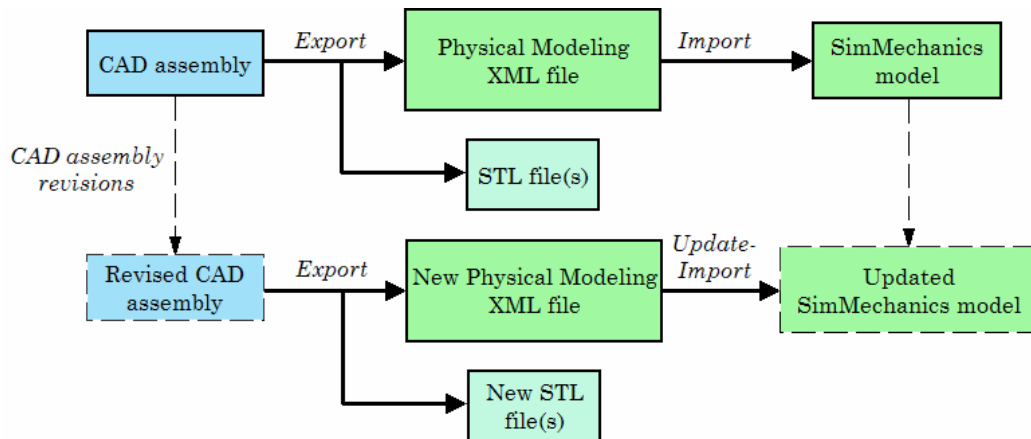 Export
Physical Modeling
XML file
Import
SimMechanics
model
CAD assembly
CAD assembly
revisions
STL file(s)
Revised CAD
assembly
Export
New Physical Modeling
XML file
Update-
Import
Updated
SimMechanics model
New STL
file(s)